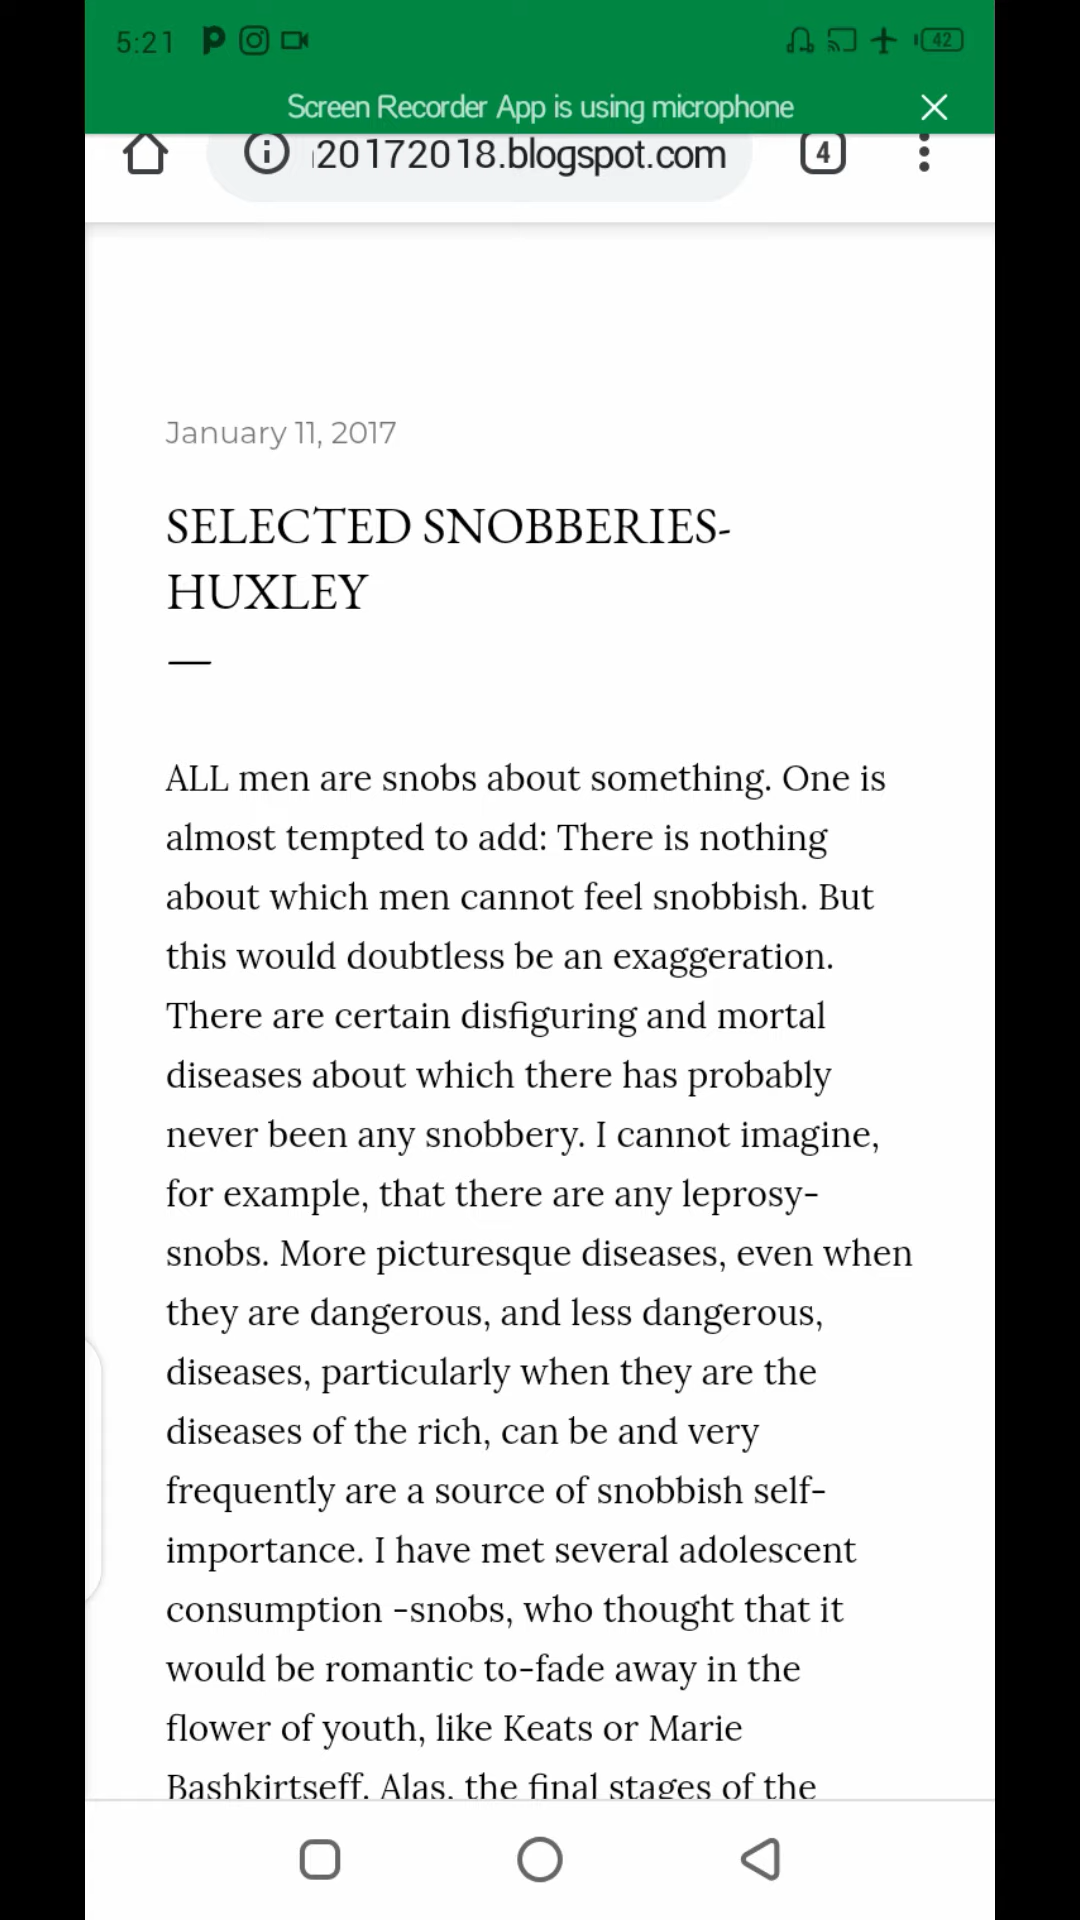 5:21
42
Screen Recorder App is using microphone
20172018.blogspot.com
4
January 11, 2017
SELECTED SNOBBERIES-
HUXLEY
ALL men are snobs about something. One is
almost tempted to add: There is nothing
about which men cannot feel snobbish. But
this would doubtless be an exaggeration.
There are certain disfiguring and mortal
diseases about which there has probably
never been any snobbery. I cannot imagine,
for example, that there are any leprosy-
snobs. More picturesque diseases, even when
they are dangerous, and less dangerous,
diseases, particularly when they are the
diseases of the rich, can be and very
frequently are a source of snobbish self-
importance. I have met several adolescent
consumption -snobs, who thought that it
would be romantic to-fade away in the
flower of youth, like Keats or Marie
Bashkirtseff. Alas, the final stages of the